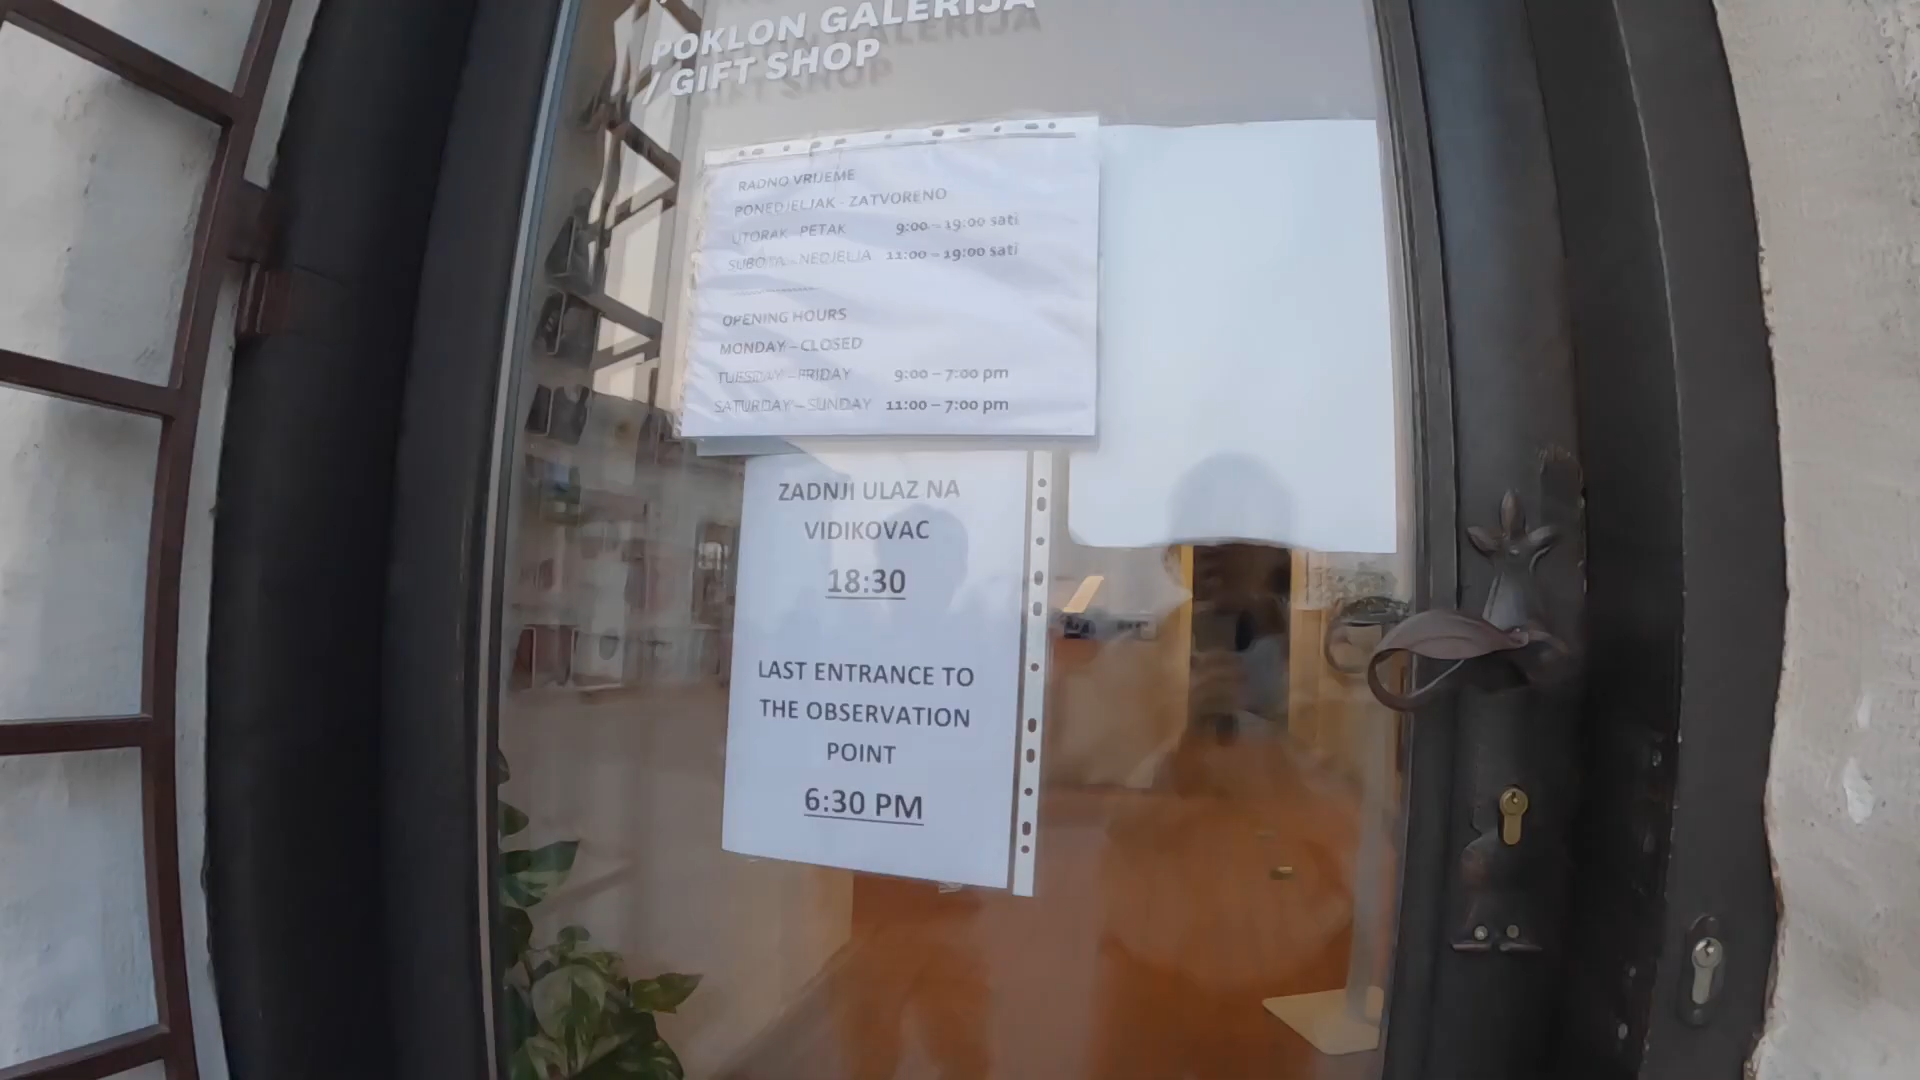 POKLON GALERIJA
/ GIFT SHOP
RADNO VRIJEME
PONEDJELJAK - ZATVORENO
UTORAK - PETAK 9:00 – 19:00 sati
SUBOTA - NEDJELJA 11:00 – 19:00 sati
OPENING HOURS
MONDAY – CLOSED
TUESDAY – FRIDAY 9:00 – 7:00 pm
SATURDAY – SUNDAY 11:00 – 7:00 pm
ZADNJI ULAZ NA
VIDIKOVAC
18:30
LAST ENTRANCE TO
THE OBSERVATION
POINT
6:30 PM